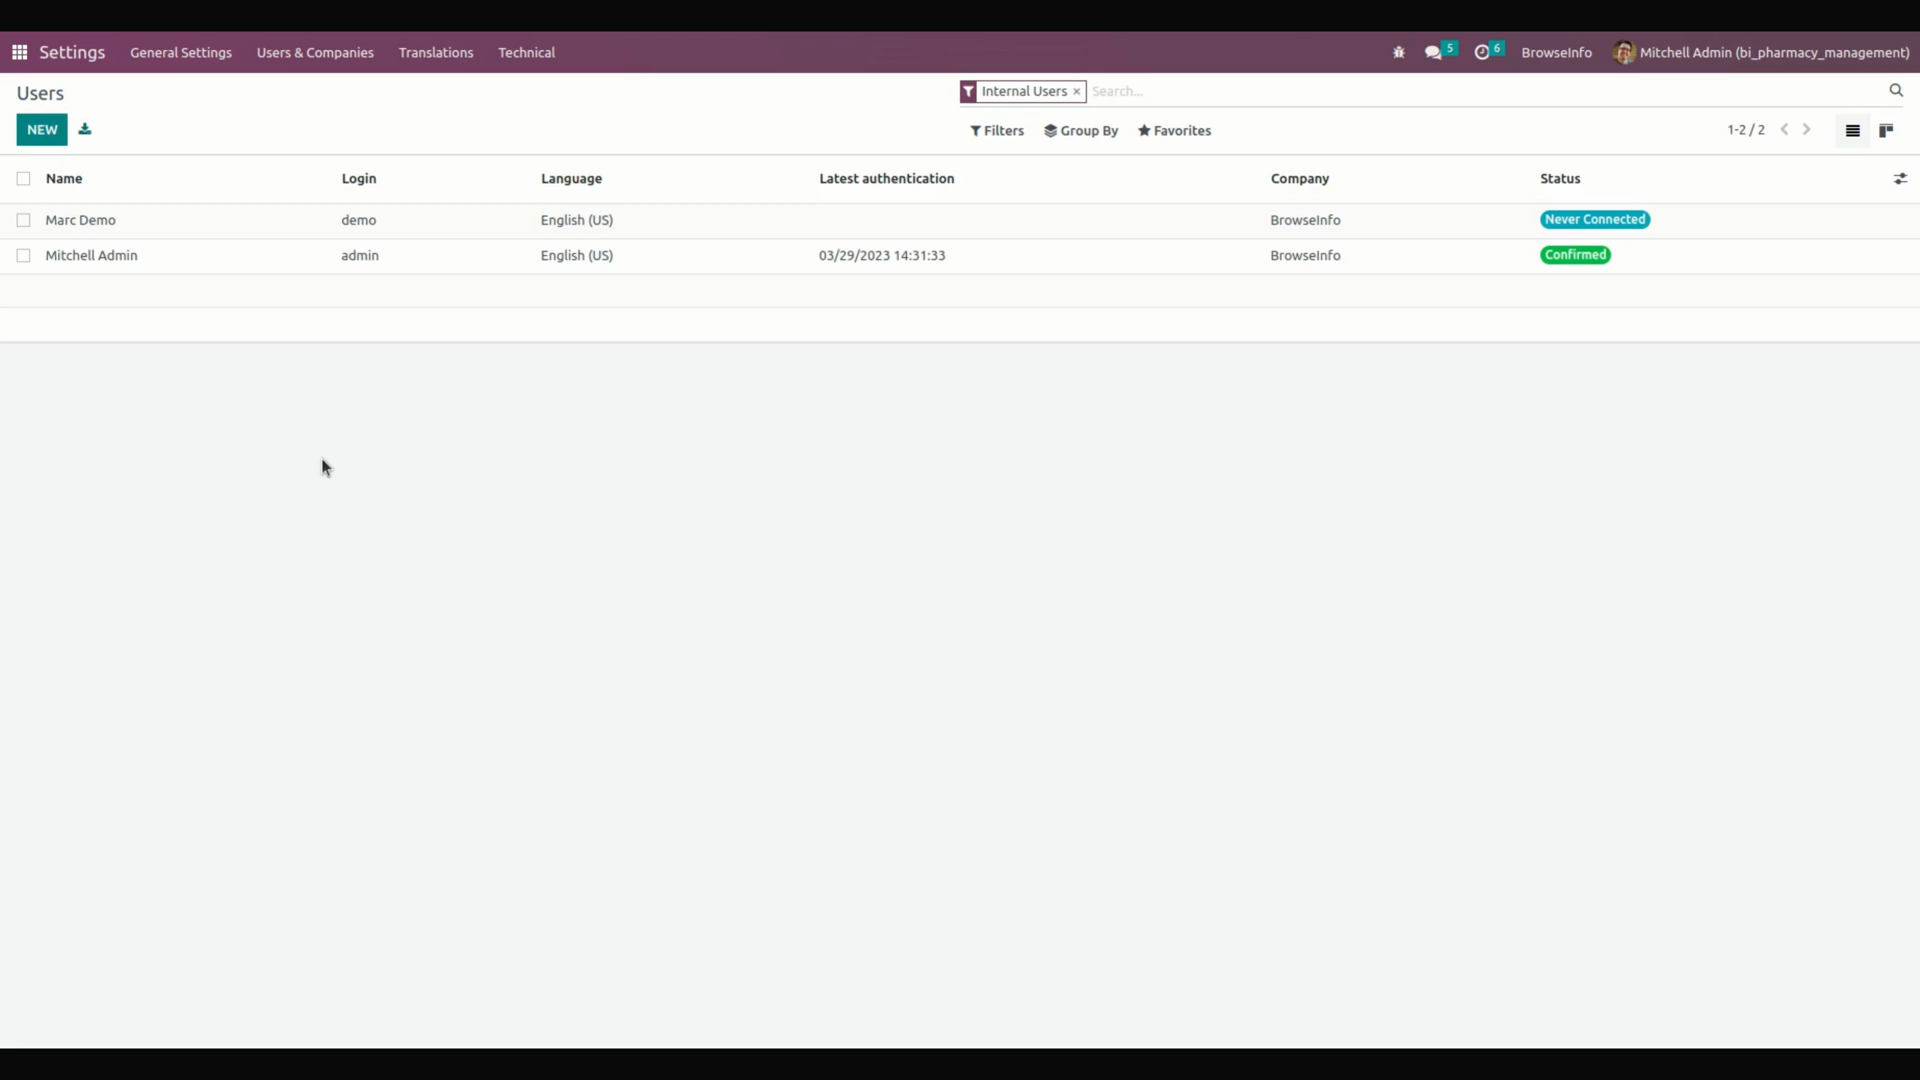 Settings General Settings Users & Companies Translations Technical 5 6 BrowseInfo Mitchell Admin (bi_pharmacy_management)
Users Internal Users × Search...
NEW Filters Group By Favorites 1-2 / 2
Name Login Language Latest authentication Company Status
Marc Demo demo English (US) BrowseInfo Never Connected
Mitchell Admin admin English (US) 03/29/2023 14:31:33 BrowseInfo Confirmed